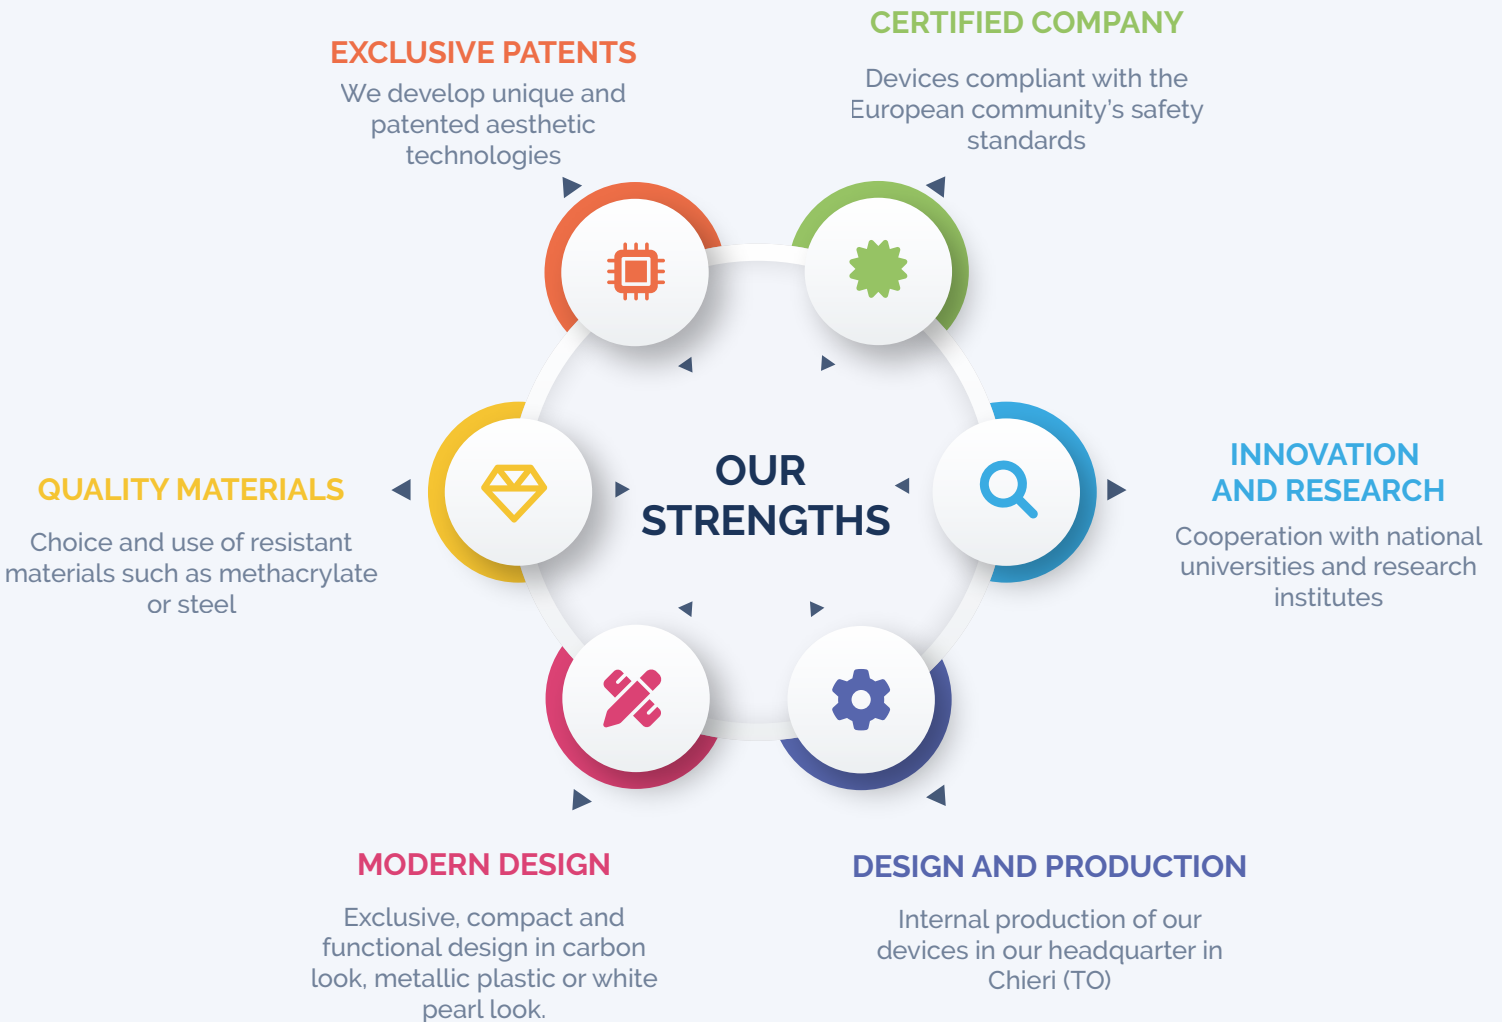 EXCLUSIVE PATENTS
We develop unique and
patented aesthetic
technologies
CERTIFIED COMPANY
Devices compliant with the
European community's safety
standards
QUALITY MATERIALS
Choice and use of resistant
materials such as methacrylate
or steel
OUR
STRENGTHS
INNOVATION
AND RESEARCH
Cooperation with national
universities and research
institutes
MODERN DESIGN
Exclusive, compact and
functional design in carbon
look, metallic plastic or white
pearl look.
DESIGN AND PRODUCTION
Internal production of our
devices in our headquarter in
Chieri (TO)